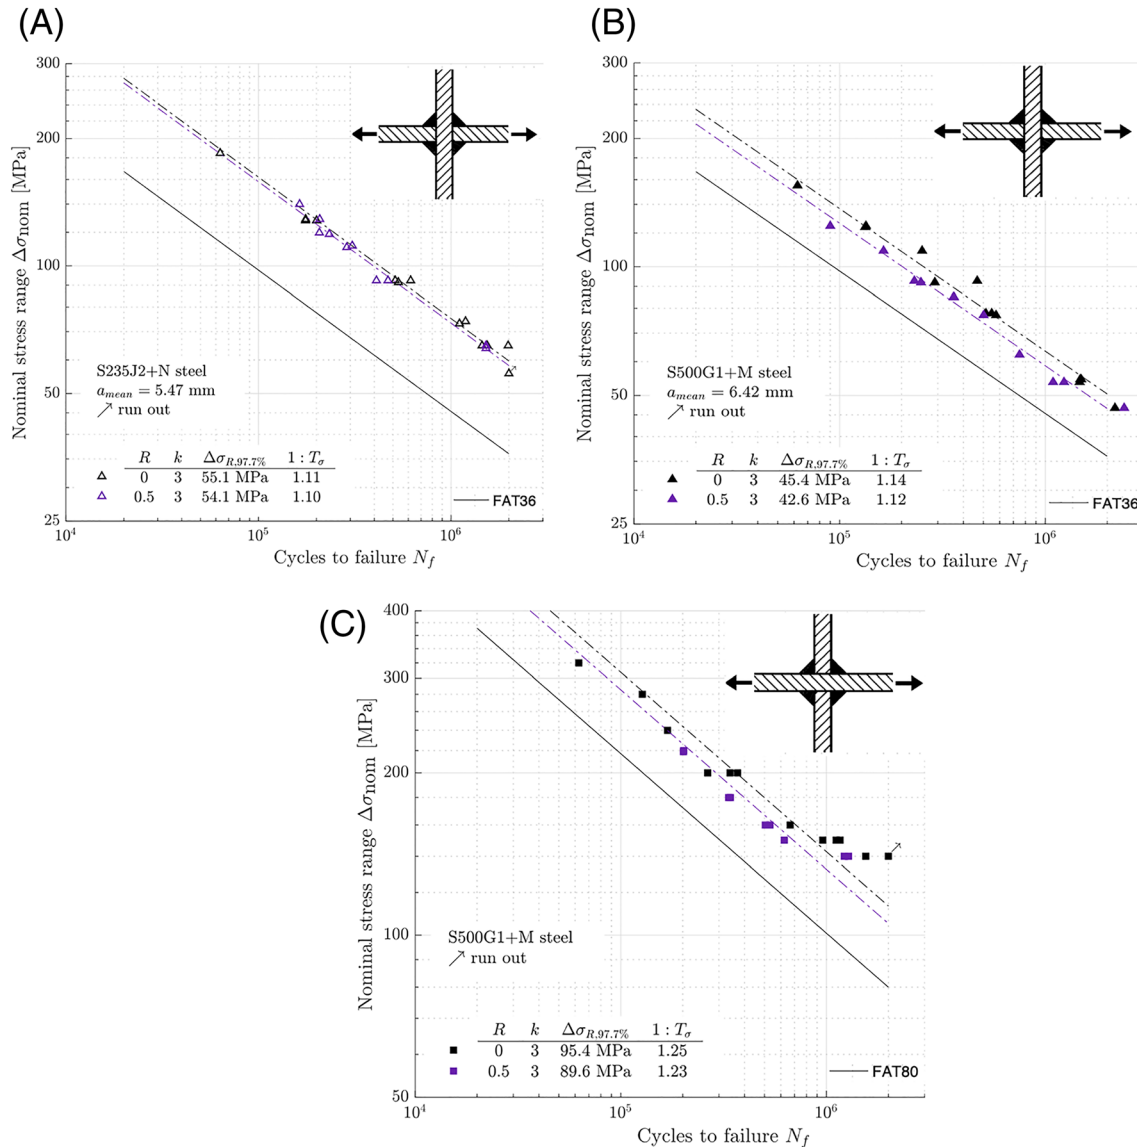 (A)
300
200
100
50
25
Nominal stress range Δσnom [MPa]
S235J2+N steel
amean = 5.47 mm
↗ run out
R k ΔσR,97.7% 1 : Tσ
0 3 55.1 MPa 1.11
0.5 3 54.1 MPa 1.10
FAT36
10^4 10^5 10^6
Cycles to failure Nf
(B)
300
200
100
50
25
Nominal stress range Δσnom [MPa]
S500G1+M steel
amean = 6.42 mm
↗ run out
R k ΔσR,97.7% 1 : Tσ
0 3 45.4 MPa 1.14
0.5 3 42.6 MPa 1.12
FAT36
10^4 10^5 10^6
Cycles to failure Nf
(C)
400
300
200
100
50
Nominal stress range Δσnom [MPa]
S500G1+M steel
↗ run out
R k ΔσR,97.7% 1 : Tσ
0 3 95.4 MPa 1.25
0.5 3 89.6 MPa 1.23
FAT80
10^4 10^5 10^6
Cycles to failure Nf